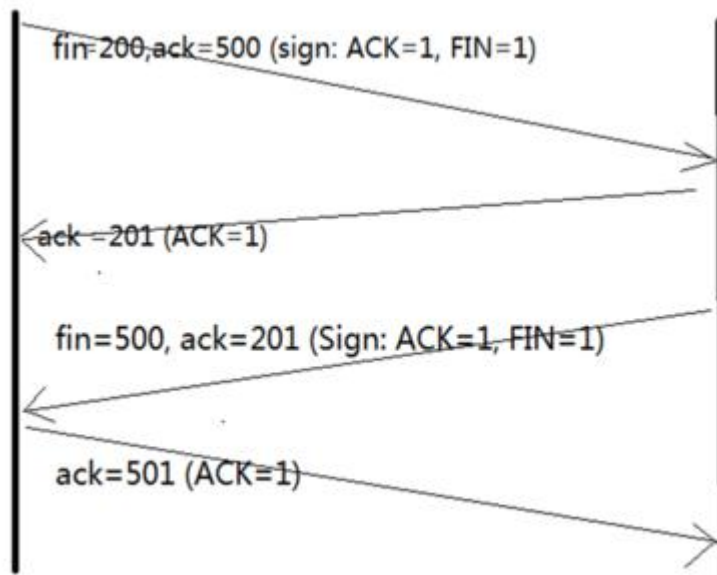 fin=200,ack=500 (sign: ACK=1, FIN=1)
ack =201 (ACK=1)
fin=500, ack=201 (Sign: ACK=1, FIN=1)
ack=501 (ACK=1)